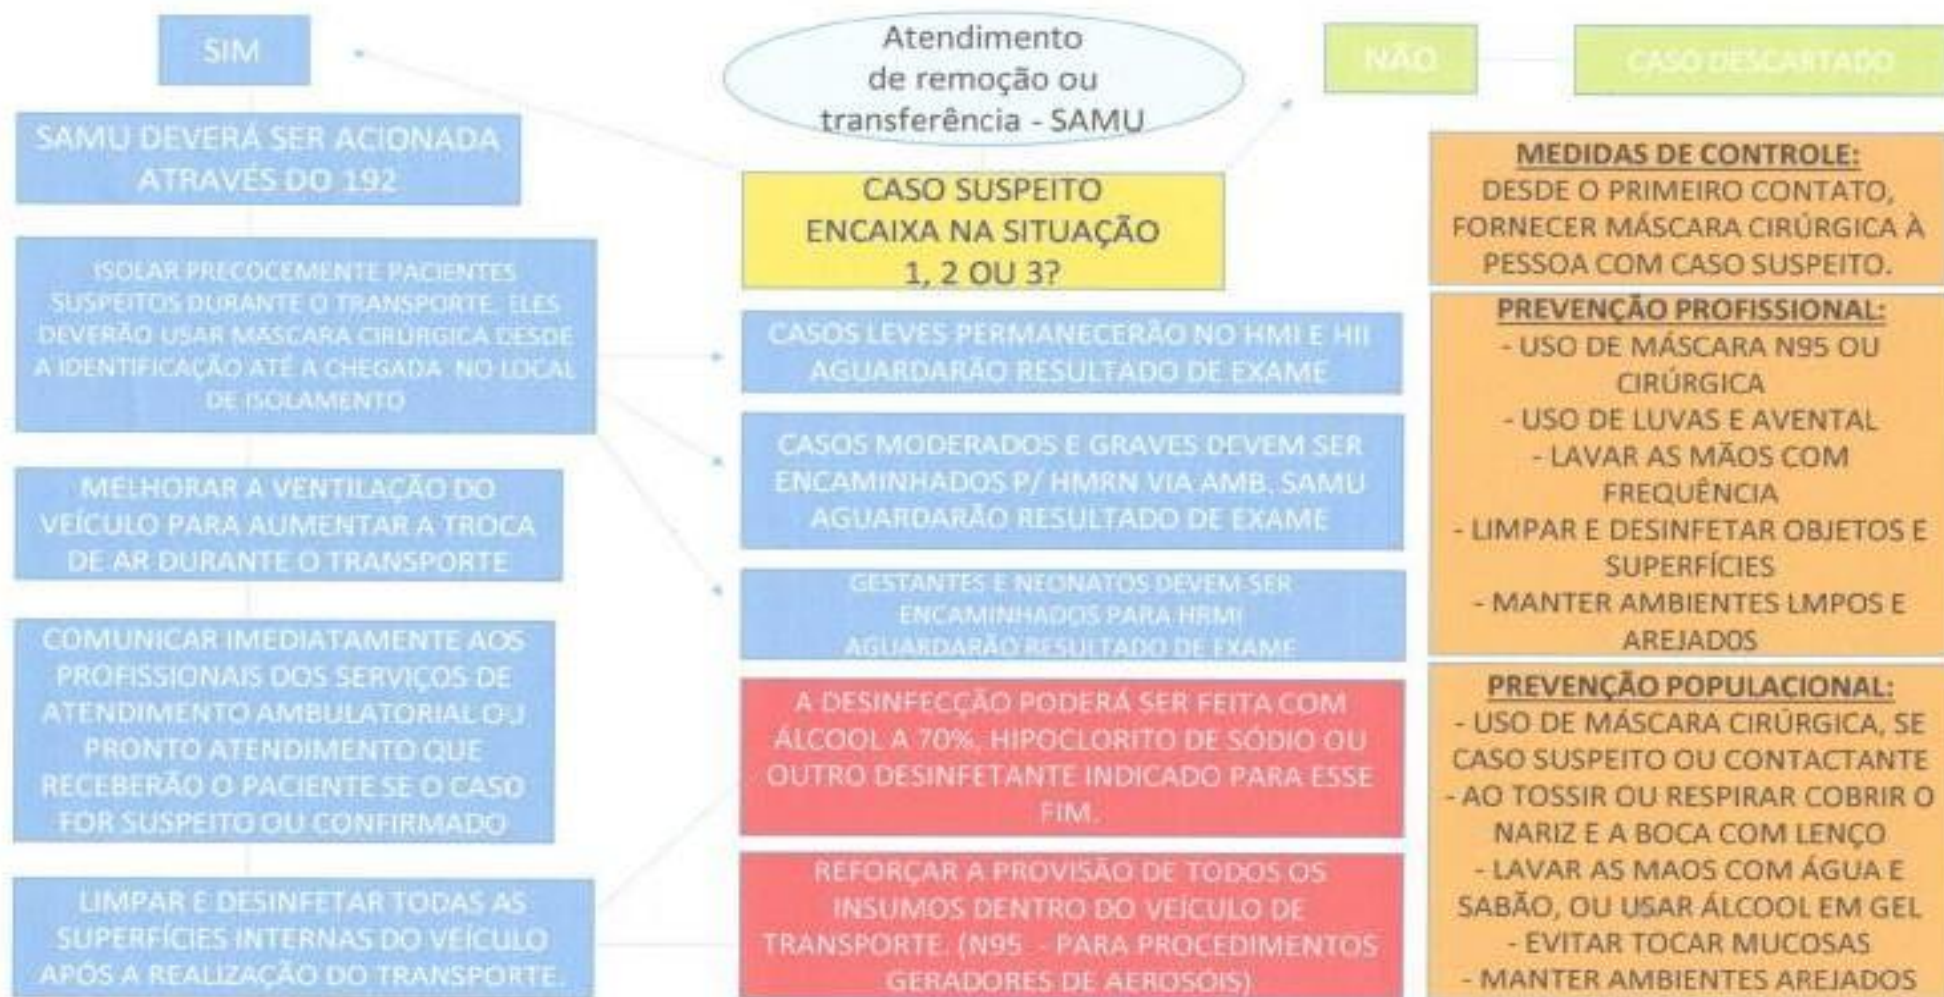 SIM
SAMU DEVERÁ SER ACIONADA
ATRAVÉS DO 192
ISOLAR PRECOCEMENTE PACIENTES
SUSPEITOS DURANTE O TRANSPORTE. ELES
DEVERÃO USAR MÁSCARA CIRÚRGICA DESDE
A IDENTIFICAÇÃO ATÉ A CHEGADA NO LOCAL
DE ISOLAMENTO
MELHORAR A VENTILAÇÃO DO
VEÍCULO PARA AUMENTAR A TROCA
DE AR DURANTE O TRANSPORTE
COMUNICAR IMEDIATAMENTE AOS
PROFISSIONAIS DOS SERVIÇOS DE
ATENDIMENTO AMBULATORIAL OU
PRONTO ATENDIMENTO QUE
RECEBERÃO O PACIENTE SE O CASO
FOR SUSPEITO OU CONFIRMADO
LIMPAR E DESINFETAR TODAS AS
SUPERFÍCIES INTERNAS DO VEÍCULO
APÓS A REALIZAÇÃO DO TRANSPORTE.
Atendimento
de remoção ou
transferência - SAMU
CASO SUSPEITO
ENCAIXA NA SITUAÇÃO
1, 2 OU 3?
CASOS LEVES PERMANECERÃO NO HMI E HII
AGUARDARÃO RESULTADO DE EXAME
CASOS MODERADOS E GRAVES DEVEM SER
ENCAMINHADOS P/ HMRN VIA AMB. SAMU
AGUARDARÃO RESULTADO DE EXAME
GESTANTES E NEONATOS DEVEM SER
ENCAMINHADOS PARA HRMI
AGUARDARÃO RESULTADO DE EXAME
A DESINFECÇÃO PODERÁ SER FEITA COM
ÁLCOOL A 70%, HIPOCLORITO DE SÓDIO OU
OUTRO DESINFETANTE INDICADO PARA ESSE
FIM.
REFORÇAR A PROVISÃO DE TODOS OS
INSUMOS DENTRO DO VEÍCULO DE
TRANSPORTE. (N95 - PARA PROCEDIMENTOS
GERADORES DE AEROSÓIS)
NÃO
CASO DESCARTADO
MEDIDAS DE CONTROLE:
DESDE O PRIMEIRO CONTATO,
FORNECER MÁSCARA CIRÚRGICA À
PESSOA COM CASO SUSPEITO.
PREVENÇÃO PROFISSIONAL:
- USO DE MÁSCARA N95 OU
CIRÚRGICA
- USO DE LUVAS E AVENTAL
- LAVAR AS MÃOS COM
FREQUÊNCIA
- LIMPAR E DESINFETAR OBJETOS E
SUPERFÍCIES
- MANTER AMBIENTES LMPOS E
AREJADOS
PREVENÇÃO POPULACIONAL:
- USO DE MÁSCARA CIRÚRGICA, SE
CASO SUSPEITO OU CONTACTANTE
- AO TOSSIR OU RESPIRAR COBRIR O
NARIZ E A BOCA COM LENÇO
- LAVAR AS MAOS COM ÁGUA E
SABÃO, OU USAR ÁLCOOL EM GEL
- EVITAR TOCAR MUCOSAS
- MANTER AMBIENTES AREJADOS